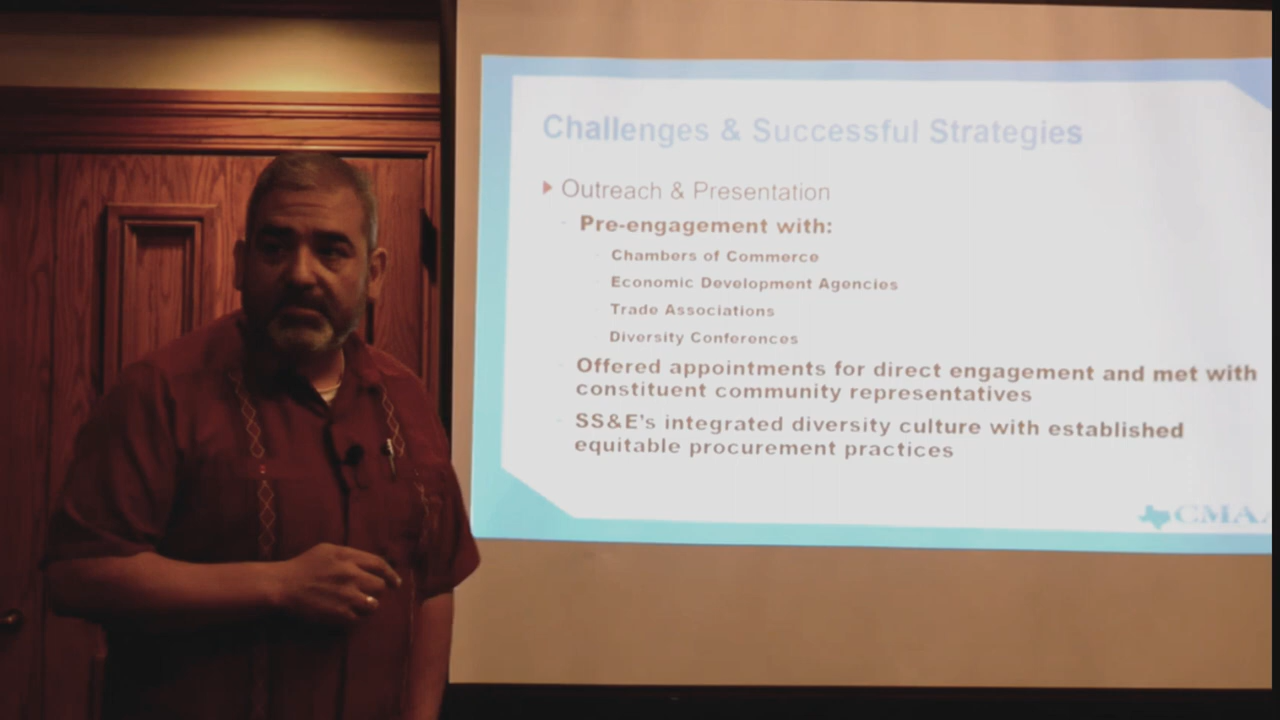 Challenges & Successful Strategies
Outreach & Presentation
Pre-engagement with:
Chambers of Commerce
Economic Development Agencies
Trade Associations
Diversity Conferences
Offered appointments for direct engagement and met with
constituent community representatives
SS&E's integrated diversity culture with established
equitable procurement practices
CMAA